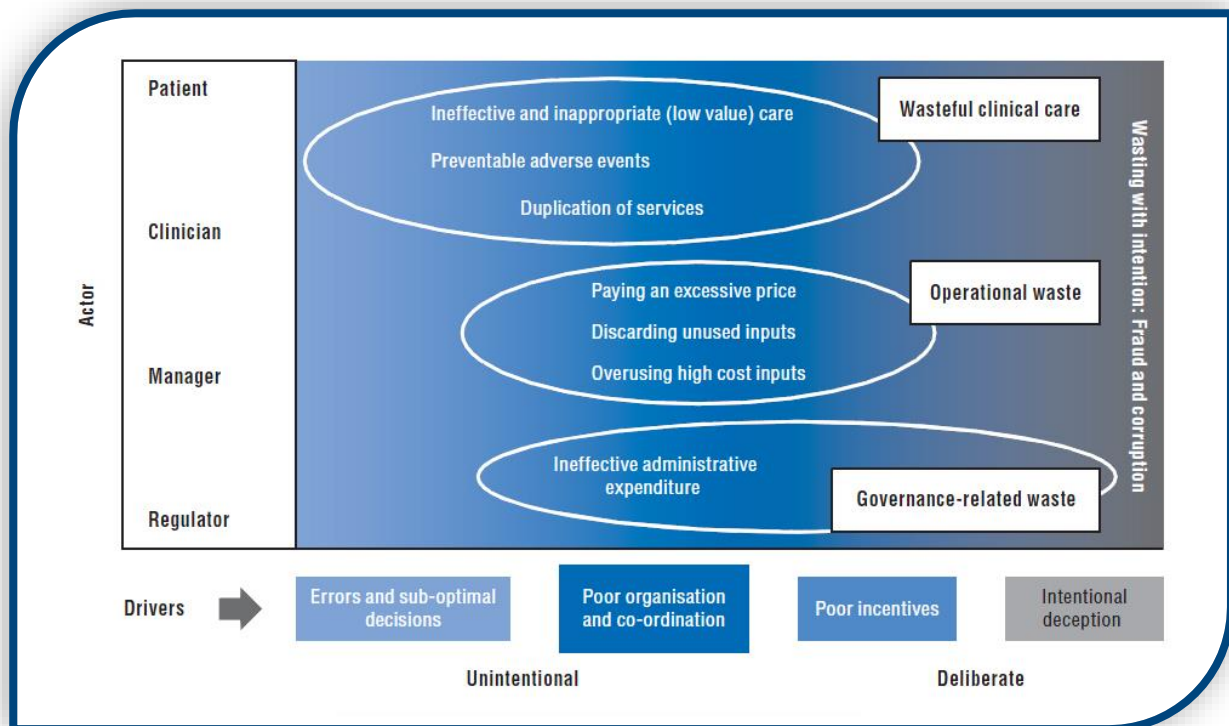 Patient
Ineffective and inappropriate (low value) care
Wasteful clinical care
Preventable adverse events
Duplication of services
Clinician
Actor
Paying an excessive price
Operational waste
Discarding unused inputs
Manager
Overusing high cost inputs
Ineffective administrative
expenditure
Governance-related waste
Regulator
Wasting with intention: Fraud and corruption
Drivers
Errors and sub-optimal
decisions
Poor organisation
and co-ordination
Poor incentives
Intentional
deception
Unintentional
Deliberate